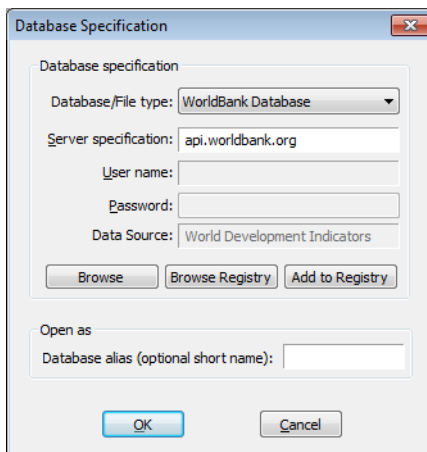 Database Specification
Database specification
Database/File type: WorldBank Database
Server specification: api.worldbank.org
User name:
Password:
Data Source: World Development Indicators
Browse Browse Registry Add to Registry
Open as
Database alias (optional short name):
OK Cancel